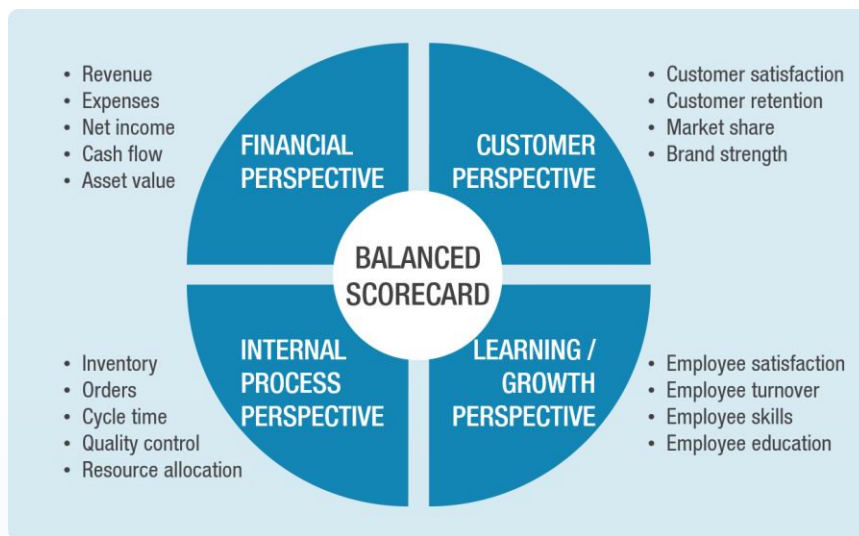 • Revenue
• Expenses
• Net income
• Cash flow
• Asset value
FINANCIAL
PERSPECTIVE
CUSTOMER
PERSPECTIVE
• Customer satisfaction
• Customer retention
• Market share
• Brand strength
BALANCED
SCORECARD
• Inventory
• Orders
• Cycle time
• Quality control
• Resource allocation
INTERNAL
PROCESS
PERSPECTIVE
LEARNING /
GROWTH
PERSPECTIVE
• Employee satisfaction
• Employee turnover
• Employee skills
• Employee education